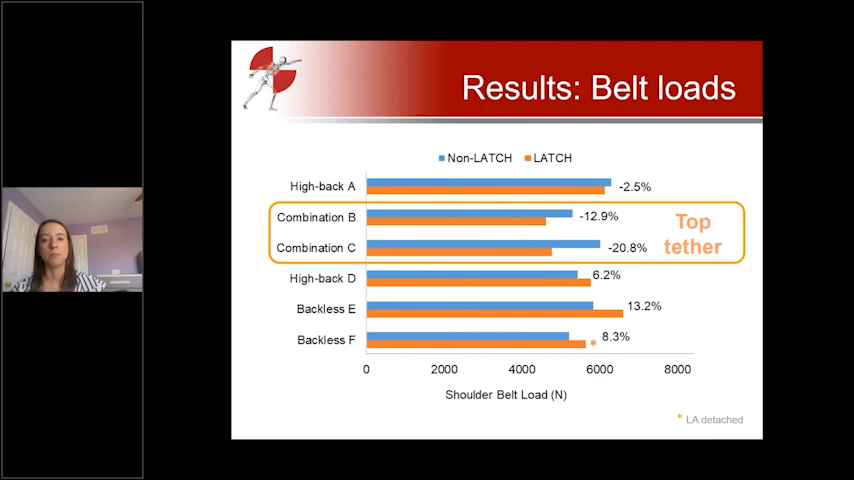 Results: Belt loads
Non-LATCH LATCH
High-back A -2.5%
Combination B -12.9%
Combination C -20.8%
Top
tether
High-back D 6.2%
Backless E 13.2%
Backless F * 8.3%
0 2000 4000 6000 8000
Shoulder Belt Load (N)
* LA detached